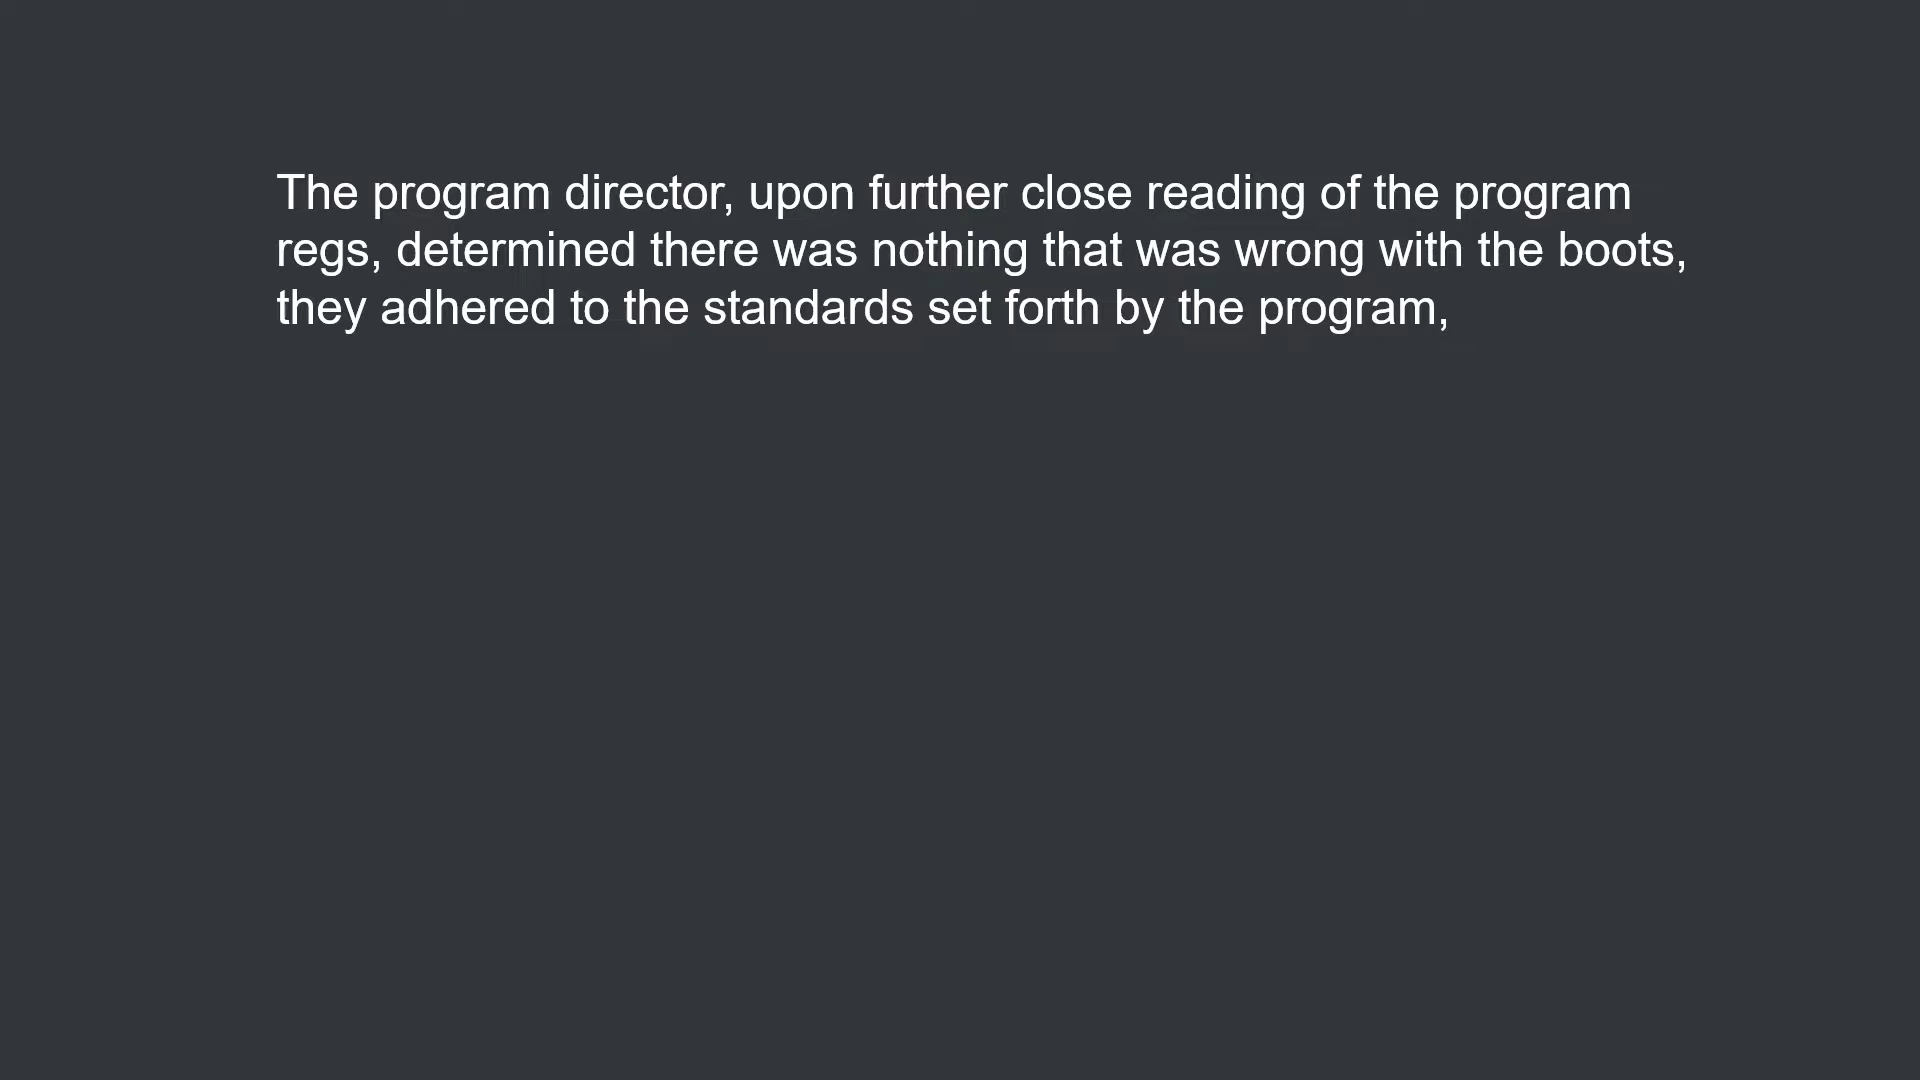 The program director, upon further close reading of the program
regs, determined there was nothing that was wrong with the boots,
they adhered to the standards set forth by the program,